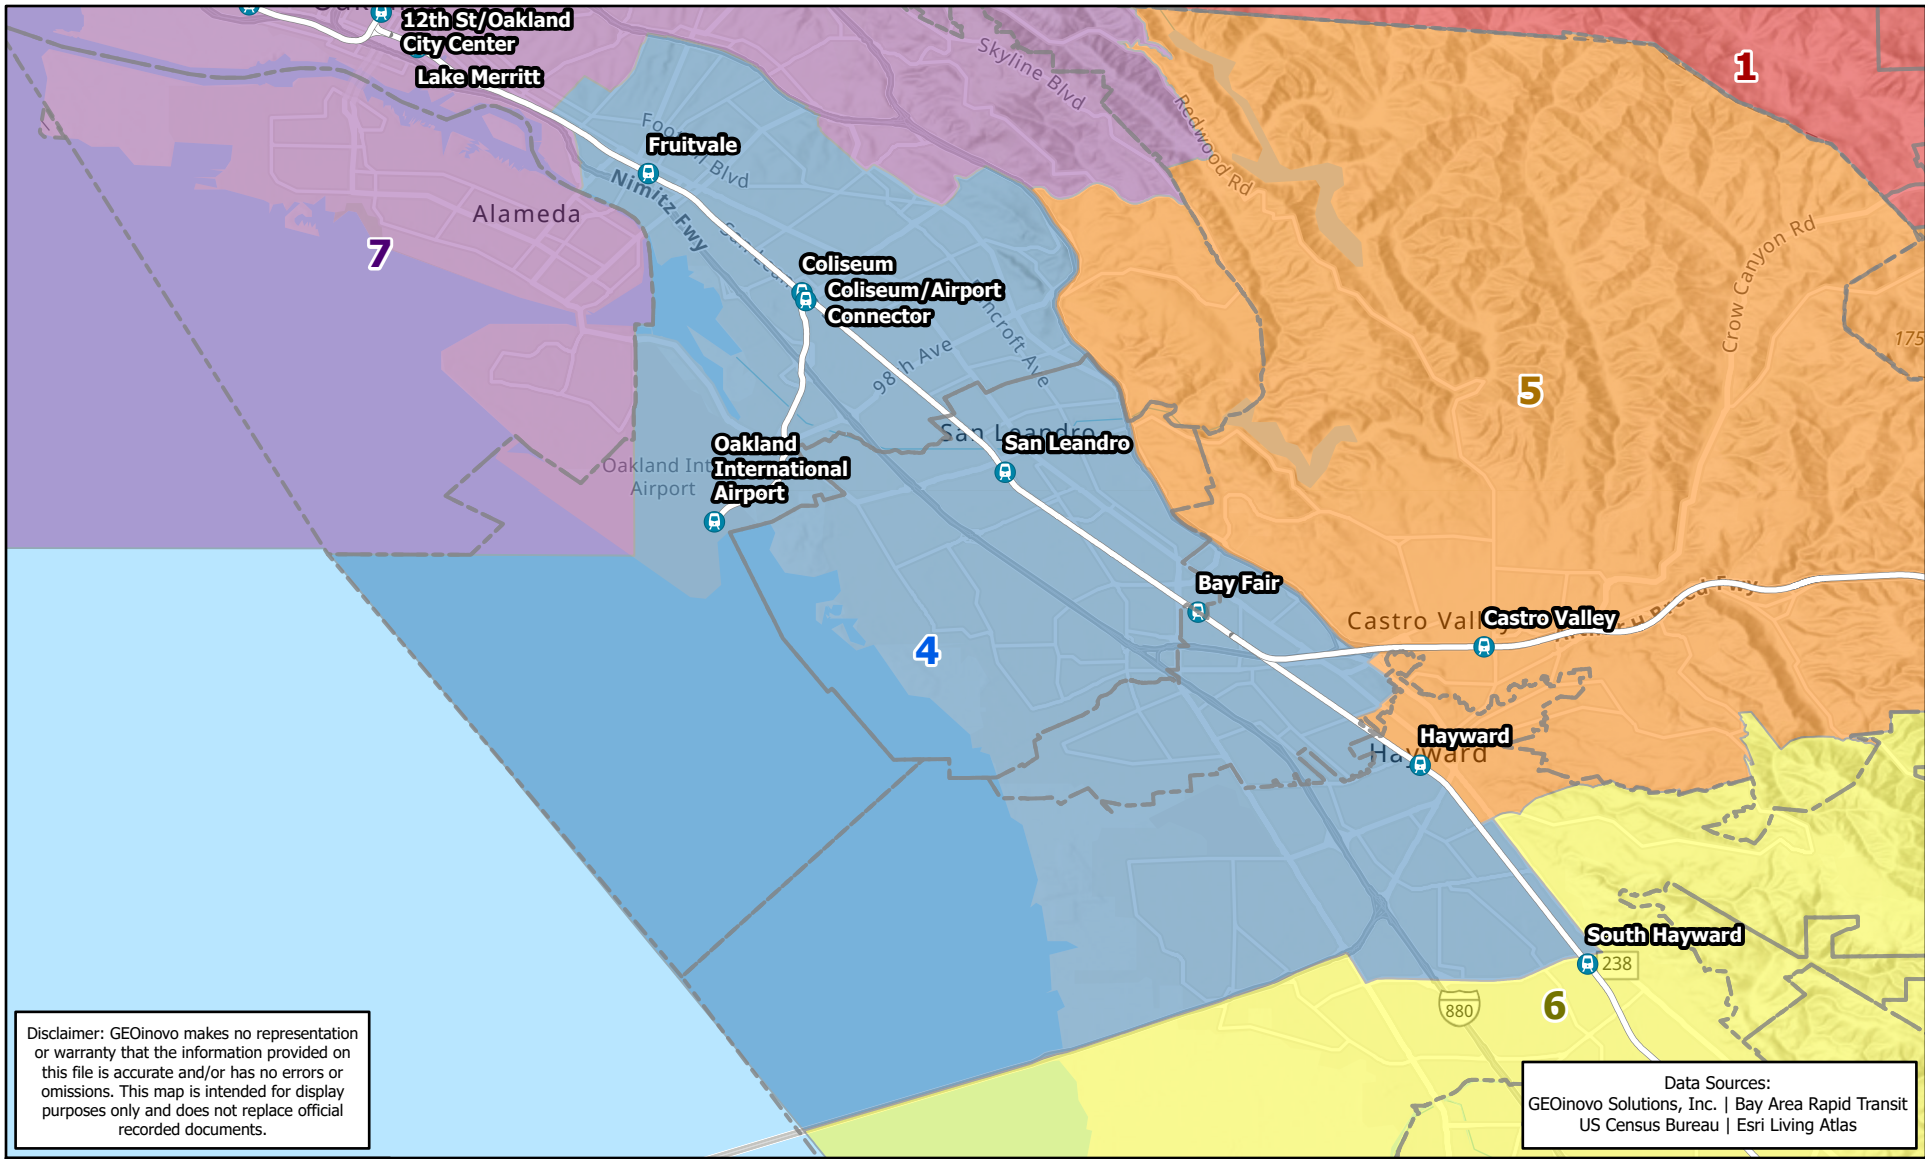 12th St/Oakland
City Center
Lake Merritt
Skyline Blvd
1
Redwood Rd
Fruitvale
Blvd
Nimitz Fwy
Alameda
7
Crow Canyon Rd
Coliseum
Coliseum/Airport
Connector
175
98th Ave
5
San Leandro
San Leandro
Oakland
International
Airport
Oakland Int
Airport
Bay Fair
Castro Valley
Castro Valley
4
Hayward
Hayward
South Hayward
238
6
880
Disclaimer: GEOinovo makes no representation
or warranty that the information provided on
this file is accurate and/or has no errors or
omissions. This map is intended for display
purposes only and does not replace official
recorded documents.
Data Sources:
GEOinovo Solutions, Inc. | Bay Area Rapid Transit
US Census Bureau | Esri Living Atlas